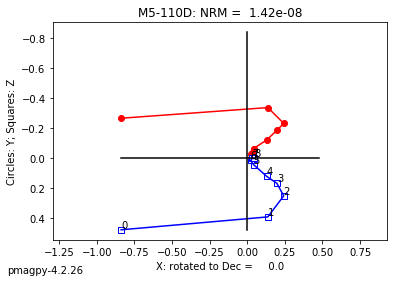 M5-110D: NRM = 1.42e-08
Circles: Y; Squares: Z
−0.8
−0.6
−0.4
−0.2
0.0
0.2
0.4
0
1
2
3
4
−1.25 −1.00 −0.75 −0.50 −0.25 0.00 0.25 0.50 0.75
X: rotated to Dec = 0.0
pmagpy-4.2.26